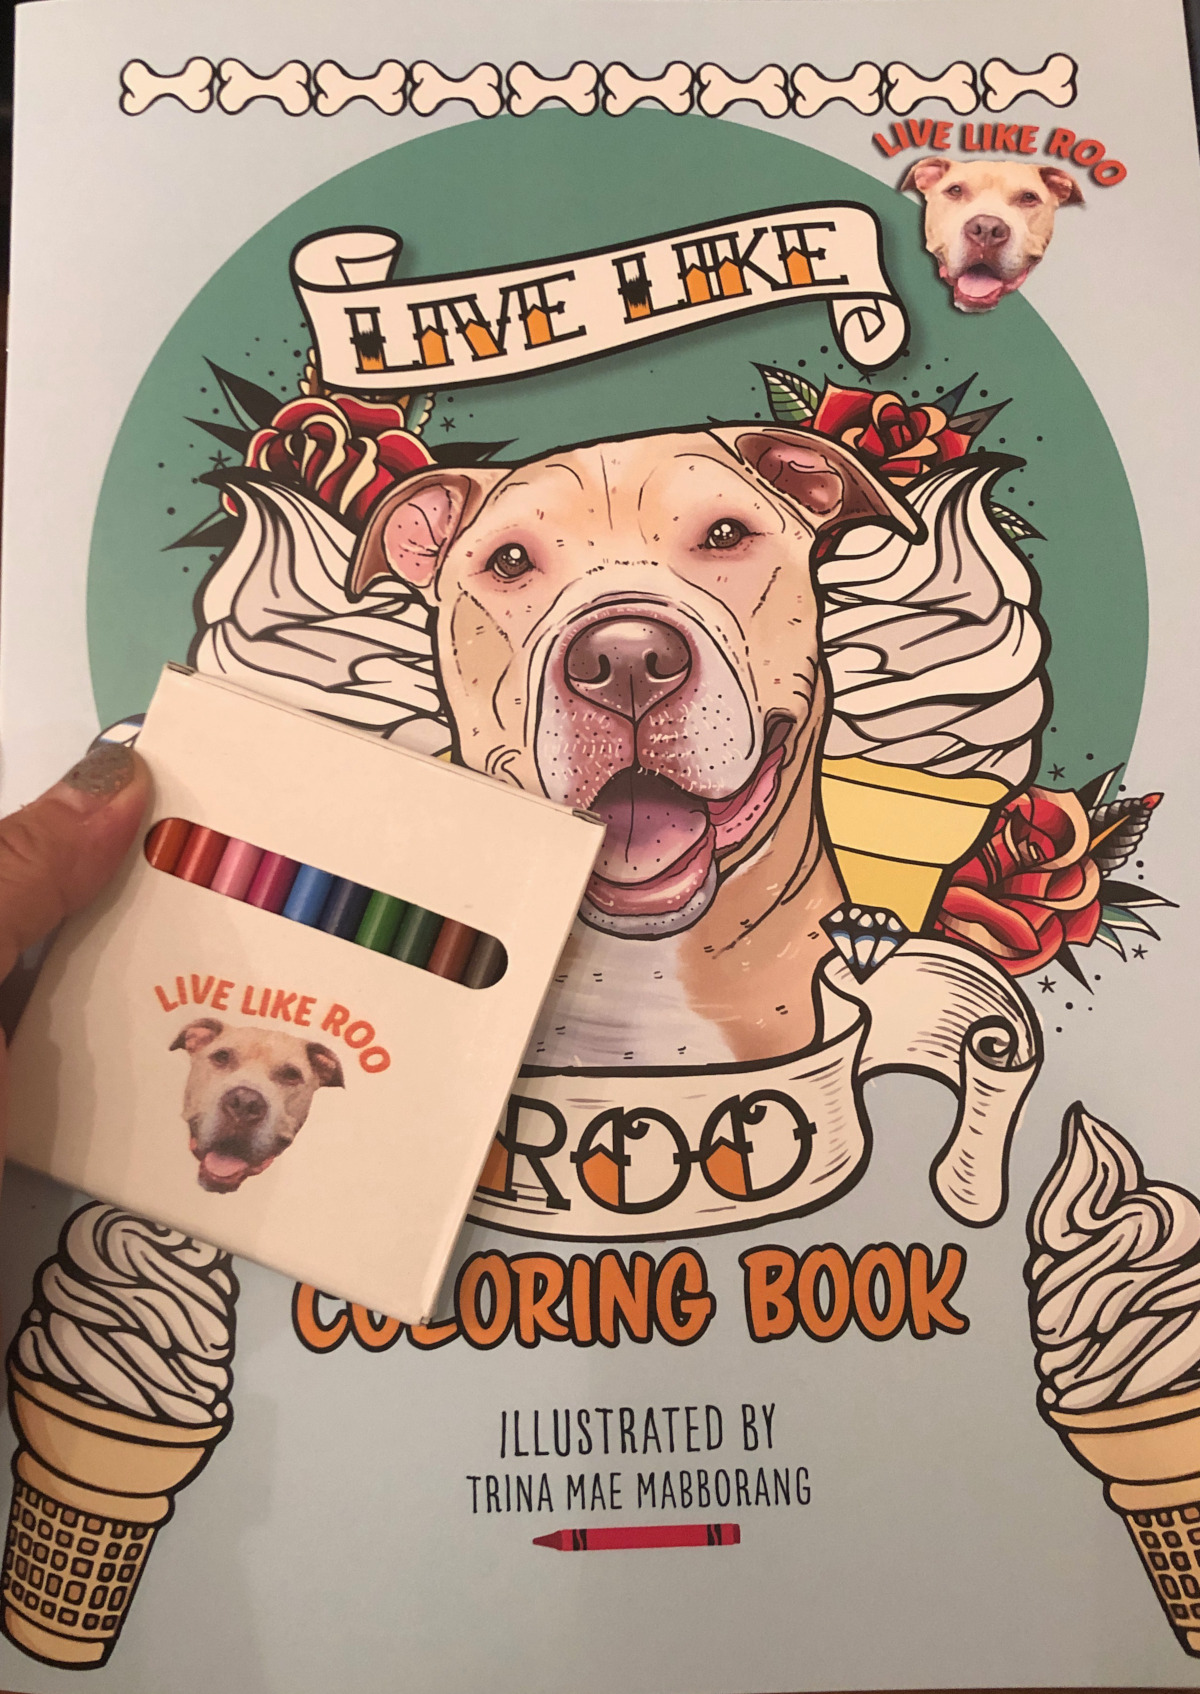 LIVE LIKE ROO
LIVE LIKE
ROO
COLORING BOOK
ILLUSTRATED BY
TRINA MAE MABBORANG
LIVE LIKE ROO